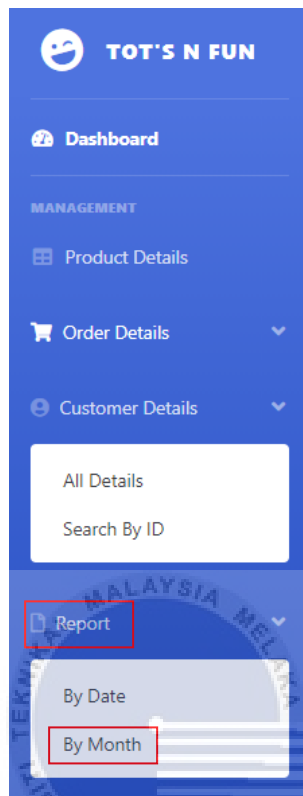 TOT'S N FUN
Dashboard
MANAGEMENT
Product Details
Order Details
Customer Details
All Details
Search By ID
MALAYSIA
Report
By Date
By Month